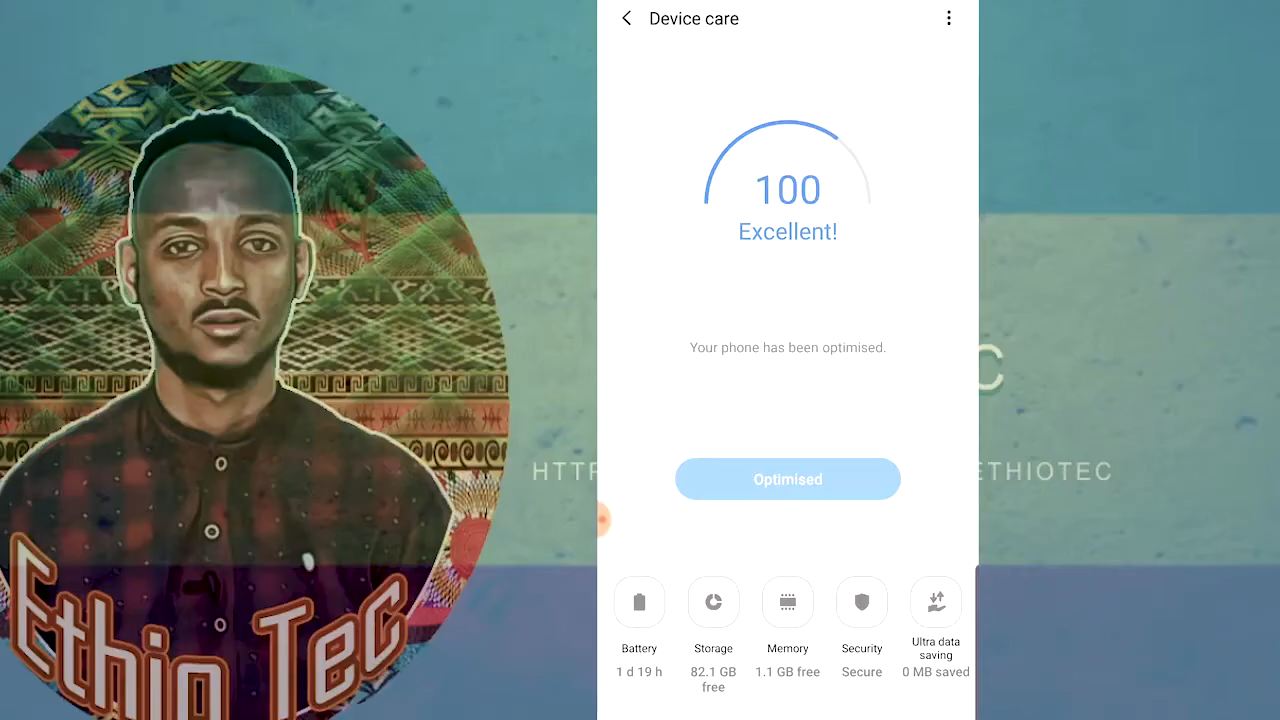 Device care
100
Excellent!
Your phone has been optimised.
C
HTT ETHIOTEC
Optimised
Battery
1 d 19 h
Storage
82.1 GB
free
Memory
1.1 GB free
Security
Secure
Ultra data
saving
0 MB saved
Ethio Tec